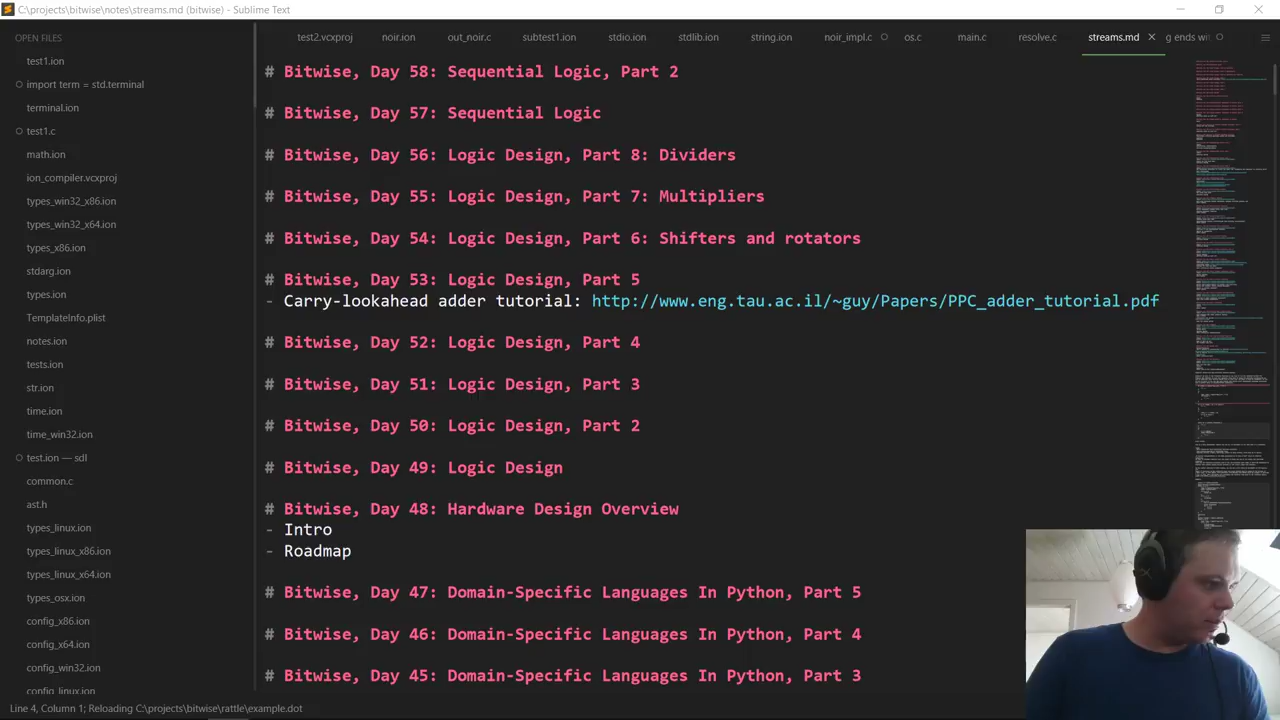 C:\projects\bitwise\notes\streams.md (bitwise) - Sublime Text
OPEN FILES
test1.ion
import term = std.terminal
terminal.ion
test1.c
math.ion
ion_compiler.vcxproj
types_win32_x86.ion
types_win32_x64.ion
types_x86.ion
stdarg.ion
types.ion
TemplateInfo.plist
notes.ion
tests.ion
str.ion
time.ion
time_win32.ion
test.ion — sdl
common.c
ast.h
types_linux.ion
types_linux_x86.ion
types_linux_x64.ion
types_osx.ion
config_x86.ion
config_x64.ion
config_win32.ion
config_linux.ion
test2.vcxproj noir.ion out_noir.c subtest1.ion stdio.ion stdlib.ion string.ion noir_impl.c os.c main.c resolve.c streams.md g ends wi
# Bitwise, Day 58: Sequential Logic, Part 2
# Bitwise, Day 57: Sequential Logic
# Bitwise, Day 56: Logic Design, Part 8: Dividers
# Bitwise, Day 55: Logic Design, Part 7: Multipliers
# Bitwise, Day 54: Logic Design, Part 6: Shifters and rotators
# Bitwise, Day 53: Logic Design, Part 5
- Carry-lookahead adder tutorial: http://www.eng.tau.ac.il/~guy/Papers/PPC_adder_tutorial.pdf
# Bitwise, Day 52: Logic Design, Part 4
# Bitwise, Day 51: Logic Design, Part 3
# Bitwise, Day 50: Logic Design, Part 2
# Bitwise, Day 49: Logic Design
# Bitwise, Day 48: Hardware Design Overview
- Intro
- Roadmap
# Bitwise, Day 47: Domain-Specific Languages In Python, Part 5
# Bitwise, Day 46: Domain-Specific Languages In Python, Part 4
# Bitwise, Day 45: Domain-Specific Languages In Python, Part 3
Line 4, Column 1; Reloading C:\projects\bitwise\rattle\example.dot